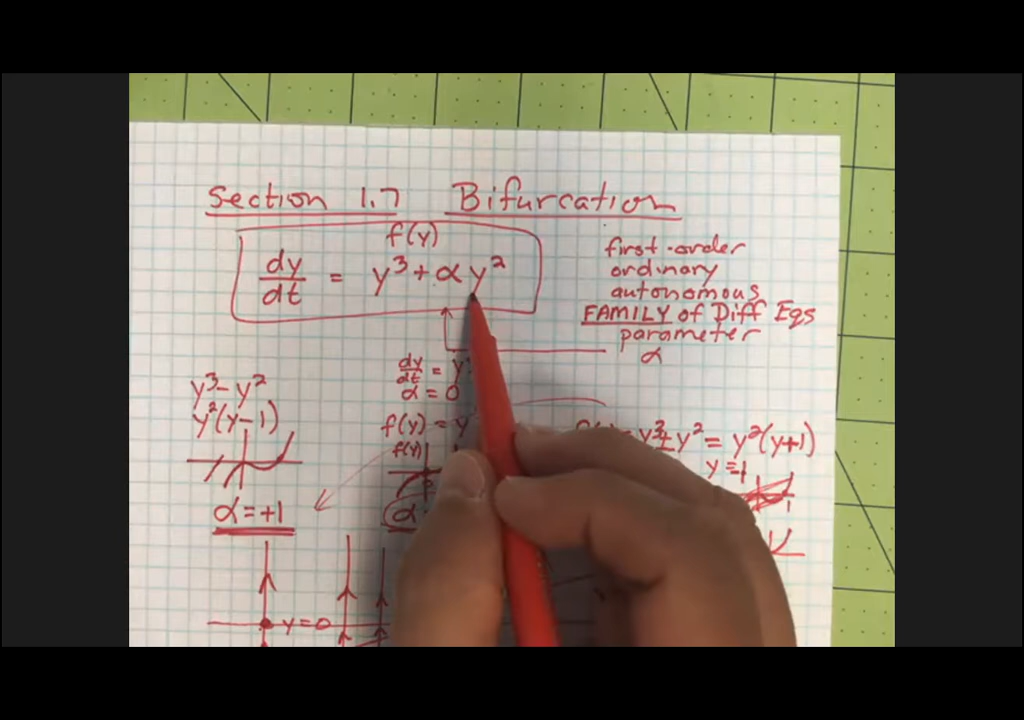 Section 1.7 Bifurcation
f(y)
dy/dt = y³ + αy²
first-order
ordinary
autonomous
FAMILY of Diff Eqs
parameter
α
dy/dt = y
α = 0
y³ - y²
y²(y-1)
f(y) = y
y² = y²(y+1)
f(y)
y = -1
α = +1
α
y = 0